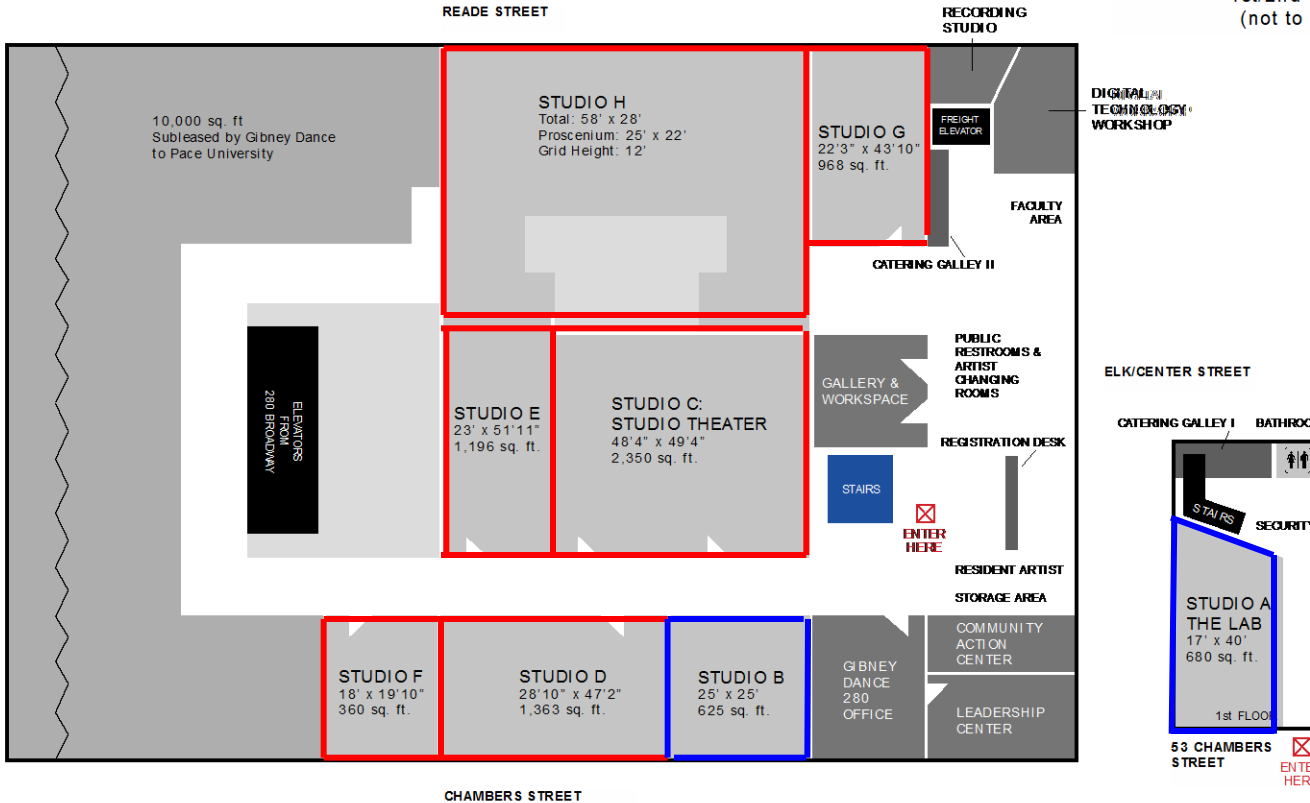 READE STREET
RECORDING
STUDIO
(not to
10,000 sq. ft
Subleased by Gibney Dance
to Pace University
STUDIO H
Total: 58' x 28'
Proscenium: 25' x 22'
Grid Height: 12'
STUDIO G
22'3" x 43'10"
968 sq. ft.
FREIGHT
ELEVATOR
DIGITAL
TECHNOLOGY
WORKSHOP
FACULTY
AREA
CATERING GALLEY II
ELEVATORS
FROM
280 BROADWAY
STUDIO E
23' x 51'11"
1,196 sq. ft.
STUDIO C:
STUDIO THEATER
48'4" x 49'4"
2,350 sq. ft.
GALLERY &
WORKSPACE
PUBLIC
RESTROOMS &
ARTIST
CHANGING
ROOMS
REGISTRATION DESK
STAIRS
ENTER
HERE
RESIDENT ARTIST
STORAGE AREA
STUDIO F
18' x 19'10"
360 sq. ft.
STUDIO D
28'10" x 47'2"
1,363 sq. ft.
STUDIO B
25' x 25'
625 sq. ft.
GIBNEY
DANCE
280
OFFICE
COMMUNITY
ACTION
CENTER
LEADERSHIP
CENTER
CHAMBERS STREET
ELK/CENTER STREET
CATERING GALLEY I
BATHROO
STAIRS
SECURITY
STUDIO A
THE LAB
17' x 40'
680 sq. ft.
1st FLOOR
53 CHAMBERS
STREET
ENTE
HER